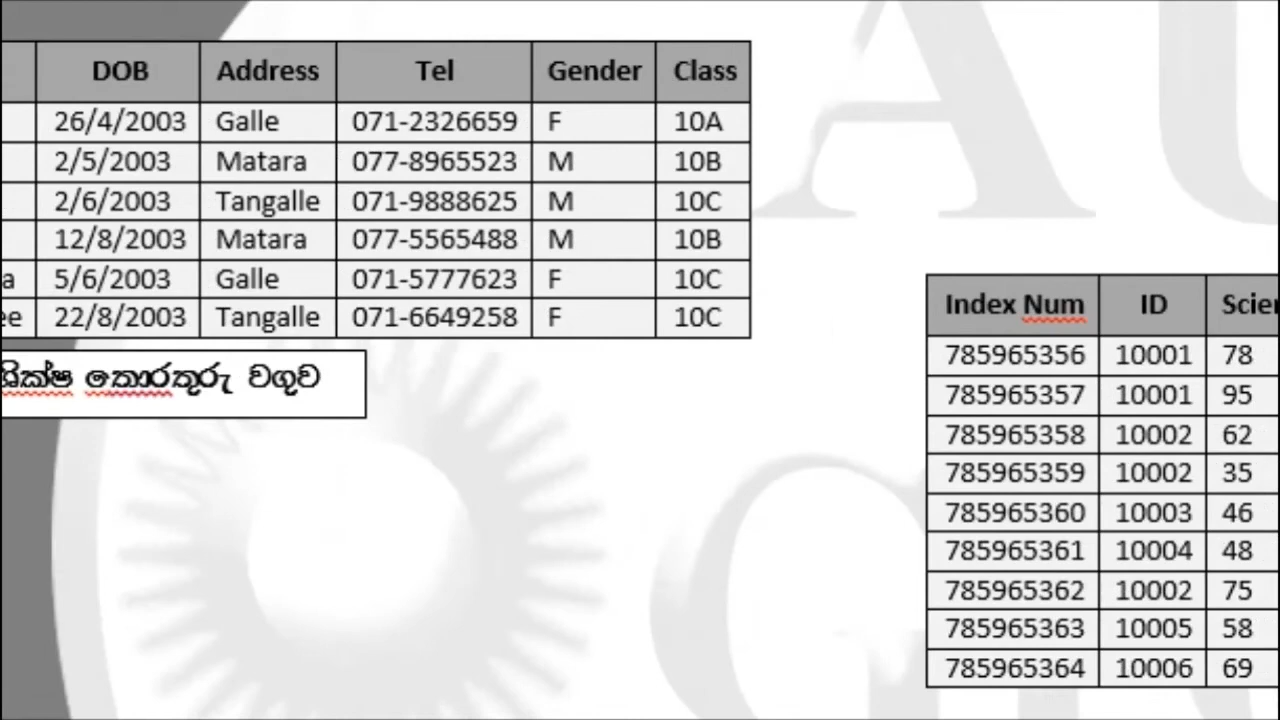 DOB Address Tel Gender Class
26/4/2003 Galle 071-2326659 F 10A
2/5/2003 Matara 077-8965523 M 10B
2/6/2003 Tangalle 071-9888625 M 10C
12/8/2003 Matara 077-5565488 M 10B
a 5/6/2003 Galle 071-5777623 F 10C
ee 22/8/2003 Tangalle 071-6649258 F 10C
ශික්ෂ තොරතුරු වගුව
Index Num ID Scien
785965356 10001 78
785965357 10001 95
785965358 10002 62
785965359 10002 35
785965360 10003 46
785965361 10004 48
785965362 10002 75
785965363 10005 58
785965364 10006 69